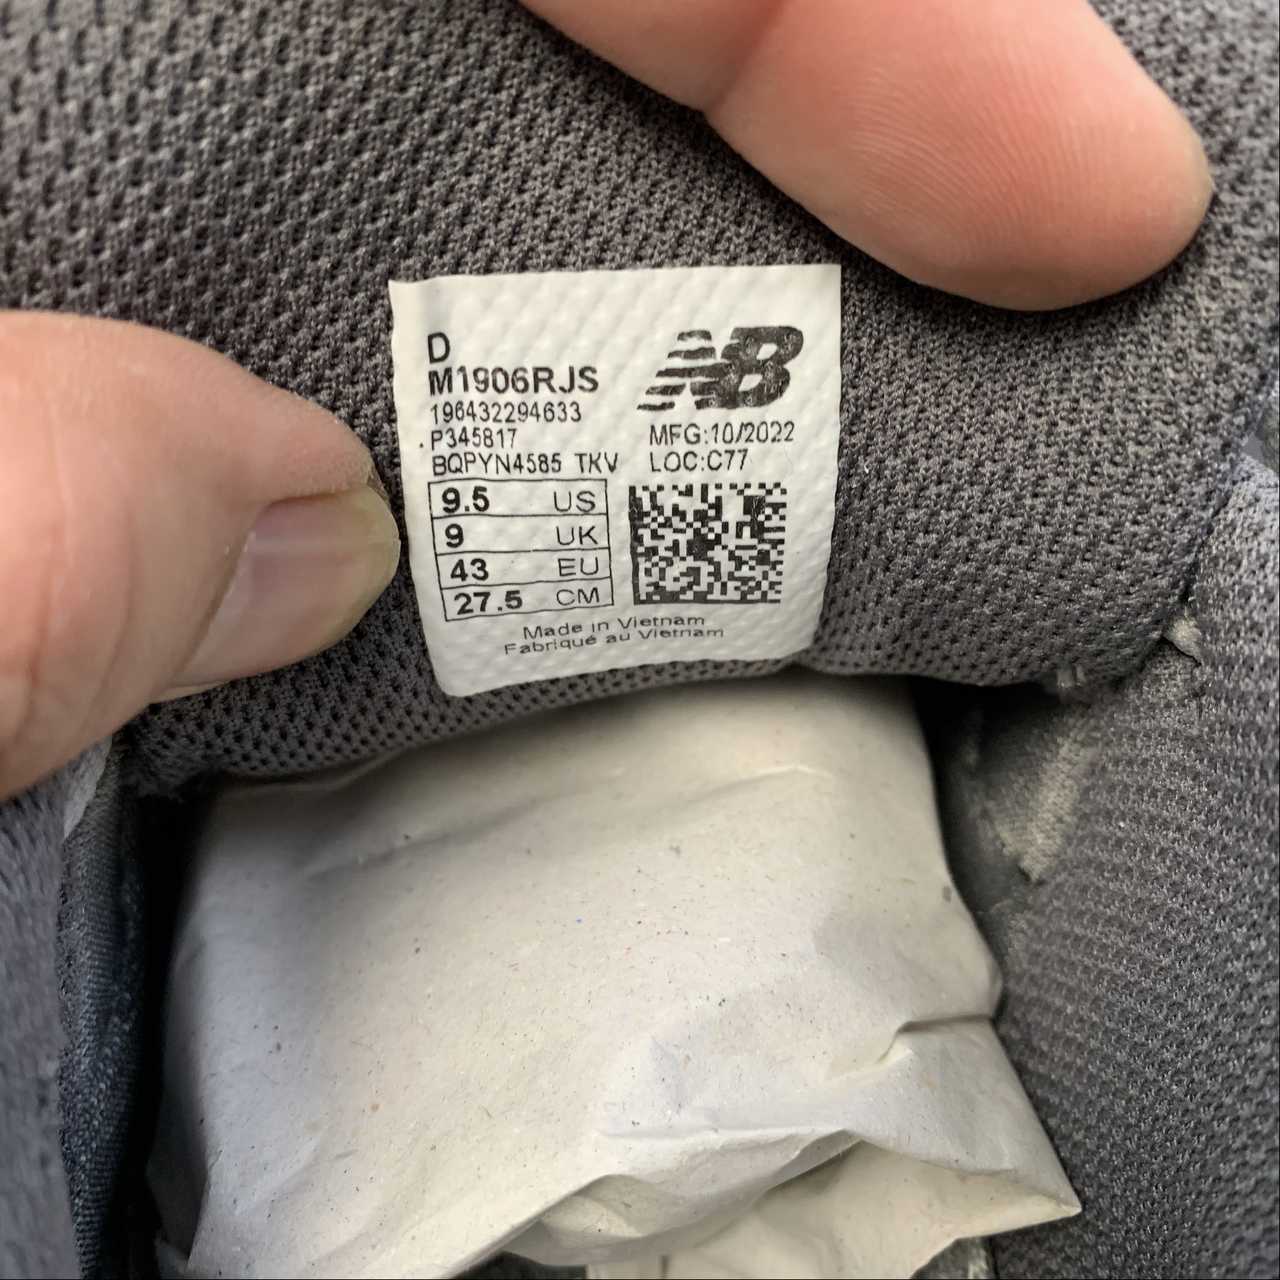 D
M1906RJS
196432294633
.P345817
BQPYN4585 TKV
NB
MFG:10/2022
LOC:C77
9.5 US
9 UK
43 EU
27.5 CM
Made in Vietnam
Fabriqué au Vietnam